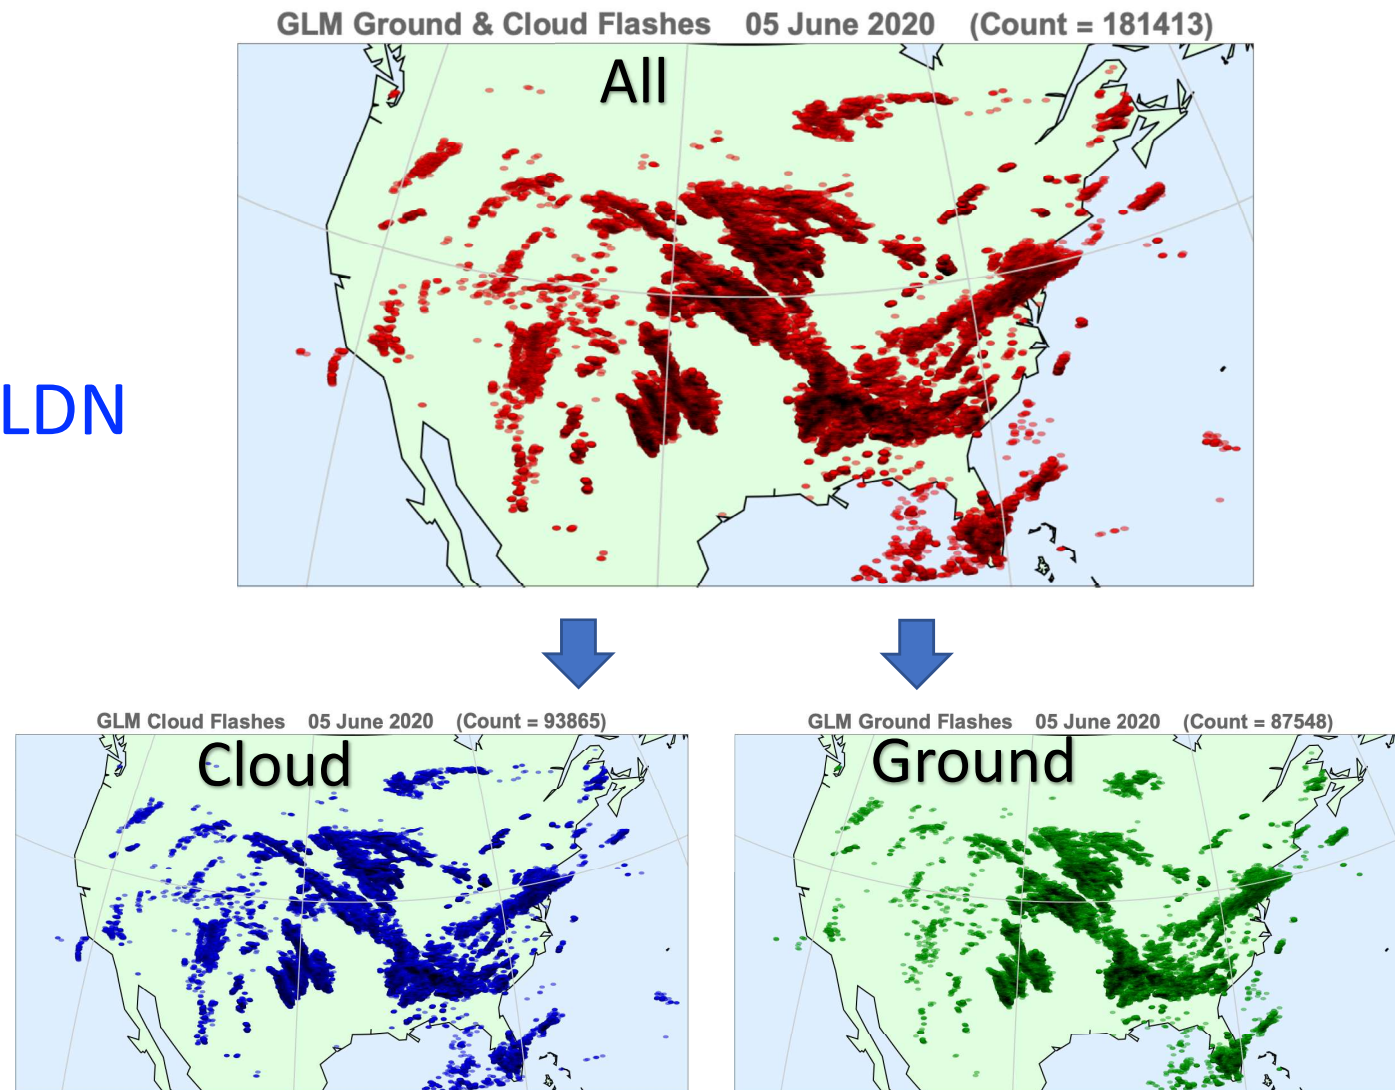 GLM Ground & Cloud Flashes 05 June 2020 (Count = 181413)
All
LDN
GLM Cloud Flashes 05 June 2020 (Count = 93865)
Cloud
GLM Ground Flashes 05 June 2020 (Count = 87548)
Ground